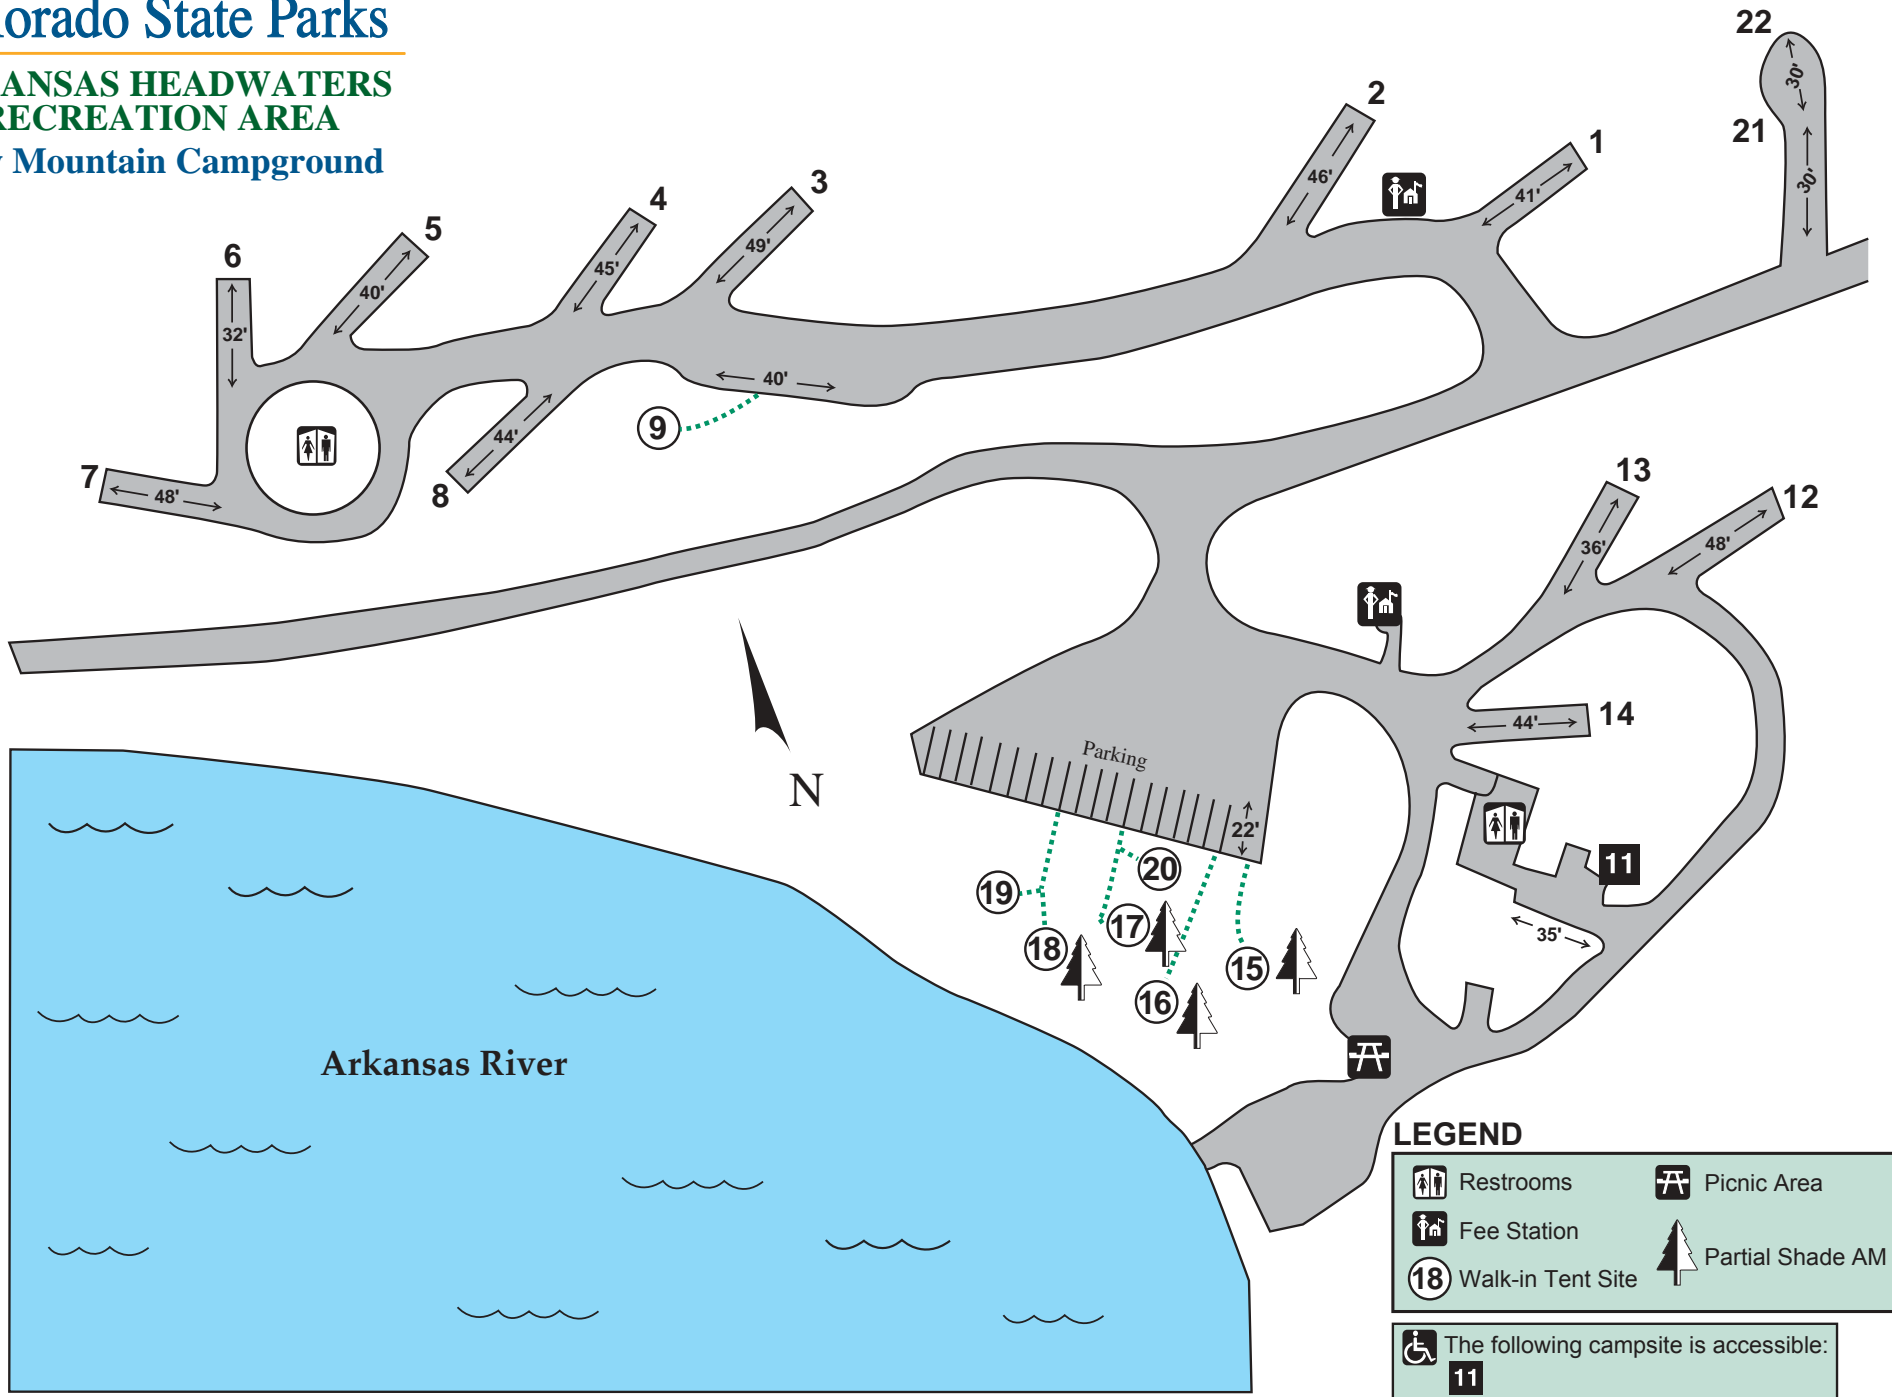 orado State Parks
ANSAS HEADWATERS
RECREATION AREA
Mountain Campground
22
30'
21
30'
2
46'
1
41'
3
49'
4
45'
5
40'
6
32'
40'
9
7
48'
8
44'
13
36'
12
48'
14
44'
Parking
22'
11
35'
20
19
17
18
15
16
N
Arkansas River
LEGEND
Restrooms
Picnic Area
Fee Station
Partial Shade AM
18 Walk-in Tent Site
The following campsite is accessible:
11